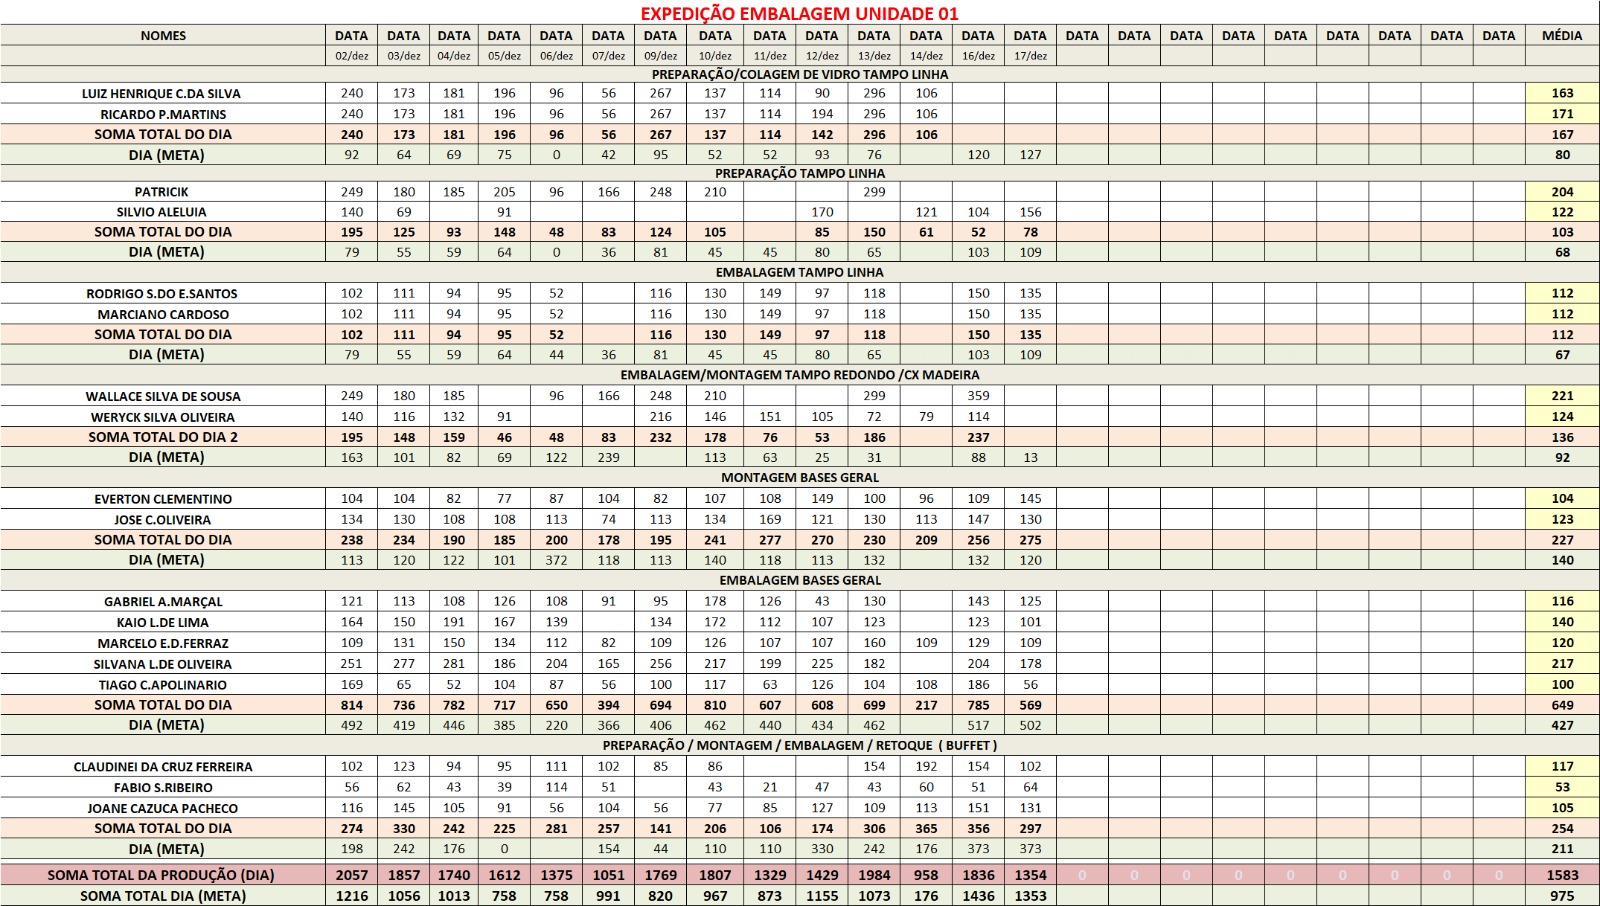 EXPEDIÇÃO EMBALAGEM UNIDADE 01
NOMES DATA DATA DATA DATA DATA DATA DATA DATA DATA DATA DATA DATA DATA DATA DATA DATA DATA DATA DATA DATA DATA DATA DATA MÉDIA
02/dez 03/dez 04/dez 05/dez 06/dez 07/dez 09/dez 10/dez 11/dez 12/dez 13/dez 14/dez 16/dez 17/dez
PREPARAÇÃO/COLAGEM DE VIDRO TAMPO LINHA
LUIZ HENRIQUE C.DA SILVA 240 173 181 196 96 56 267 137 114 90 296 106 163
RICARDO P.MARTINS 240 173 181 196 96 56 267 137 114 194 296 106 171
SOMA TOTAL DO DIA 240 173 181 196 96 56 267 137 114 142 296 106 167
DIA (META) 92 64 69 75 0 42 95 52 52 93 76 120 127 80
PREPARAÇÃO TAMPO LINHA
PATRICIK 249 180 185 205 96 166 248 210 299 204
SILVIO ALELUIA 140 69 91 170 121 104 156 122
SOMA TOTAL DO DIA 195 125 93 148 48 83 124 105 85 150 61 52 78 103
DIA (META) 79 55 59 64 0 36 81 45 45 80 65 103 109 68
EMBALAGEM TAMPO LINHA
RODRIGO S.DO E.SANTOS 102 111 94 95 52 116 130 149 97 118 150 135 112
MARCIANO CARDOSO 102 111 94 95 52 116 130 149 97 118 150 135 112
SOMA TOTAL DO DIA 102 111 94 95 52 116 130 149 97 118 150 135 112
DIA (META) 79 55 59 64 44 36 81 45 45 80 65 103 109 67
EMBALAGEM/MONTAGEM TAMPO REDONDO /CX MADEIRA
WALLACE SILVA DE SOUSA 249 180 185 96 166 248 210 299 359 221
WERYCK SILVA OLIVEIRA 140 116 132 91 216 146 151 105 72 79 114 124
SOMA TOTAL DO DIA 2 195 148 159 46 48 83 232 178 76 53 186 237 136
DIA (META) 163 101 82 69 122 239 113 63 25 31 88 13 92
MONTAGEM BASES GERAL
EVERTON CLEMENTINO 104 104 82 77 87 104 82 107 108 149 100 96 109 145 104
JOSE C.OLIVEIRA 134 130 108 108 113 74 113 134 169 121 130 113 147 130 123
SOMA TOTAL DO DIA 238 234 190 185 200 178 195 241 277 270 230 209 256 275 227
DIA (META) 113 120 122 101 372 118 113 140 118 113 132 132 120 140
EMBALAGEM BASES GERAL
GABRIEL A.MARÇAL 121 113 108 126 108 91 95 178 126 43 130 143 125 116
KAIO L.DE LIMA 164 150 191 167 139 134 172 112 107 123 123 101 140
MARCELO E.D.FERRAZ 109 131 150 134 112 82 109 126 107 107 160 109 129 109 120
SILVANA L.DE OLIVEIRA 251 277 281 186 204 165 256 217 199 225 182 204 178 217
TIAGO C.APOLINARIO 169 65 52 104 87 56 100 117 63 126 104 108 186 56 100
SOMA TOTAL DO DIA 814 736 782 717 650 394 694 810 607 608 699 217 785 569 649
DIA (META) 492 419 446 385 220 366 406 462 440 434 462 517 502 427
PREPARAÇÃO / MONTAGEM / EMBALAGEM / RETOQUE ( BUFFET )
CLAUDINEI DA CRUZ FERREIRA 102 123 94 95 111 102 85 86 154 192 154 102 117
FABIO S.RIBEIRO 56 62 43 39 114 51 43 21 47 43 60 51 64 53
JOANE CAZUCA PACHECO 116 145 105 91 56 104 56 77 85 127 109 113 151 131 105
SOMA TOTAL DO DIA 274 330 242 225 281 257 141 206 106 174 306 365 356 297 254
DIA (META) 198 242 176 0 154 44 110 110 330 242 176 373 373 211
SOMA TOTAL DA PRODUÇÃO (DIA) 2057 1857 1740 1612 1375 1051 1769 1807 1329 1429 1984 958 1836 1354 0 0 0 0 0 0 0 0 0 1583
SOMA TOTAL DIA (META) 1216 1056 1013 758 758 991 820 967 873 1155 1073 176 1436 1353 975